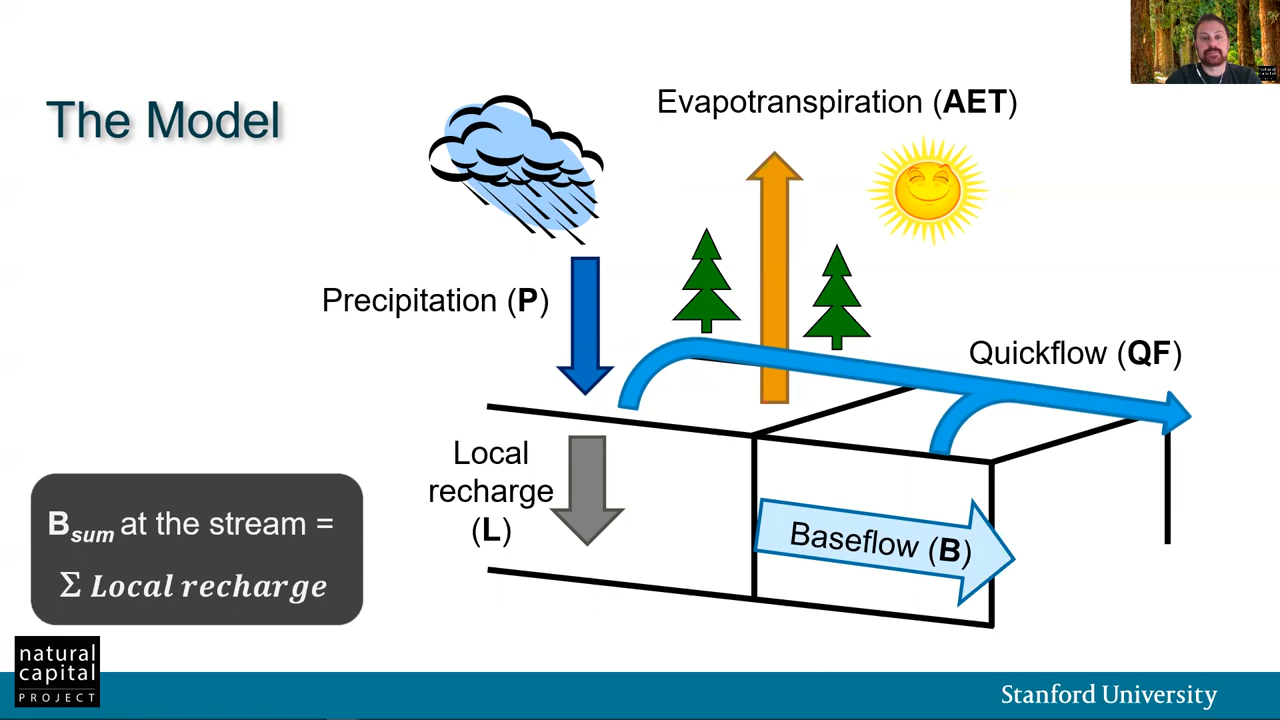 The Model
Evapotranspiration (AET)
Precipitation (P)
Quickflow (QF)
Local
recharge
(L)
Baseflow (B)
Bsum at the stream =
Σ Local recharge
natural
capital
PROJECT
Stanford University